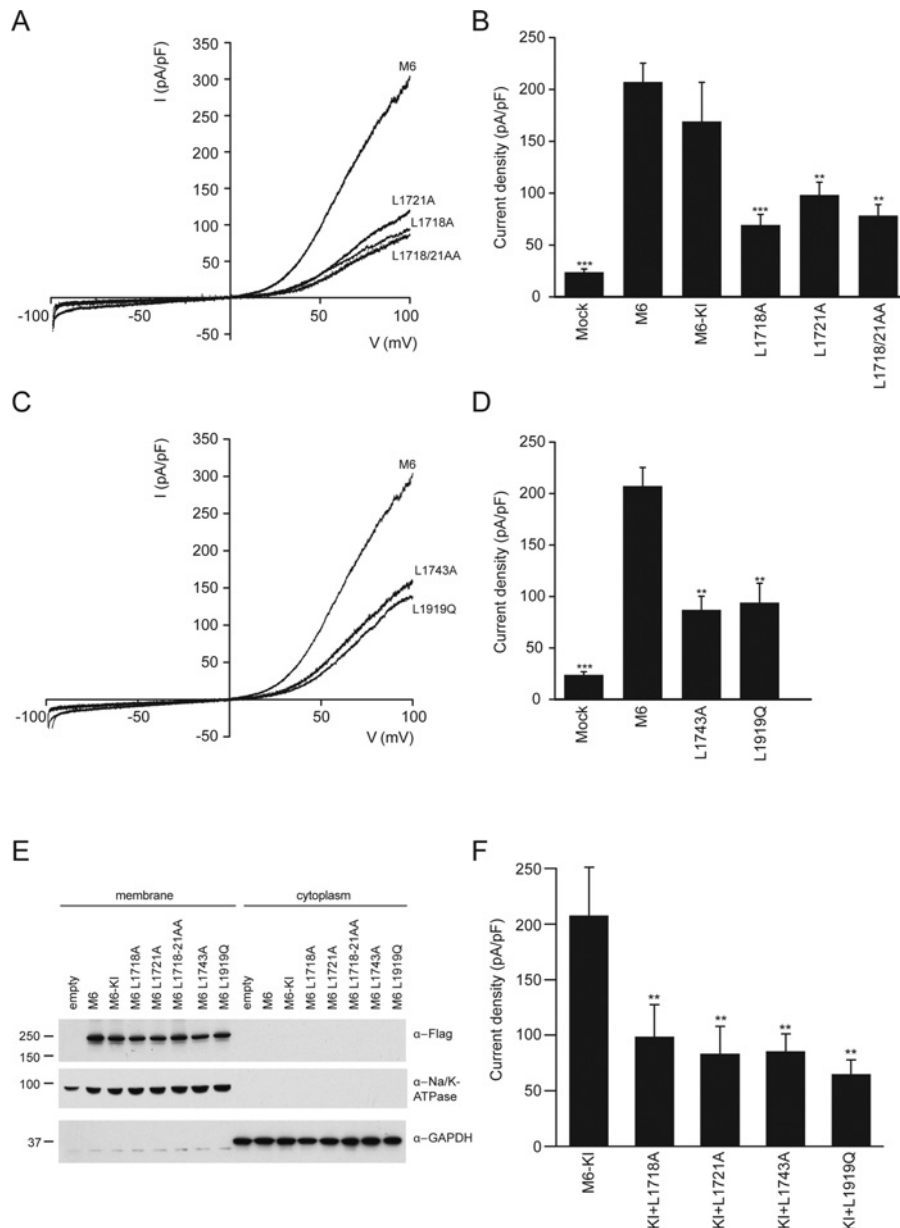 A
I (pA/pF)
350
300
250
200
150
100
50
-50
-100
50
100
V (mV)
M6
L1721A
L1718A
L1718/21AA
B
Current density (pA/pF)
250
200
150
100
50
0
***
***
**
**
Mock
M6
M6-KI
L1718A
L1721A
L1718/21AA
C
I (pA/pF)
350
300
250
200
150
100
50
-50
-100
50
100
V (mV)
M6
L1743A
L1919Q
D
Current density (pA/pF)
250
200
150
100
50
0
***
**
**
Mock
M6
L1743A
L1919Q
E
membrane
cytoplasm
empty
M6
M6-KI
M6 L1718A
M6 L1721A
M6 L1718-21AA
M6 L1743A
M6 L1919Q
empty
M6
M6-KI
M6 L1718A
M6 L1721A
M6 L1718-21AA
M6 L1743A
M6 L1919Q
250
150
100
37
α–Flag
α–Na/K-
ATPase
α–GAPDH
F
Current density (pA/pF)
250
200
150
100
50
0
**
**
**
**
M6-KI
KI+L1718A
KI+L1721A
KI+L1743A
KI+L1919Q